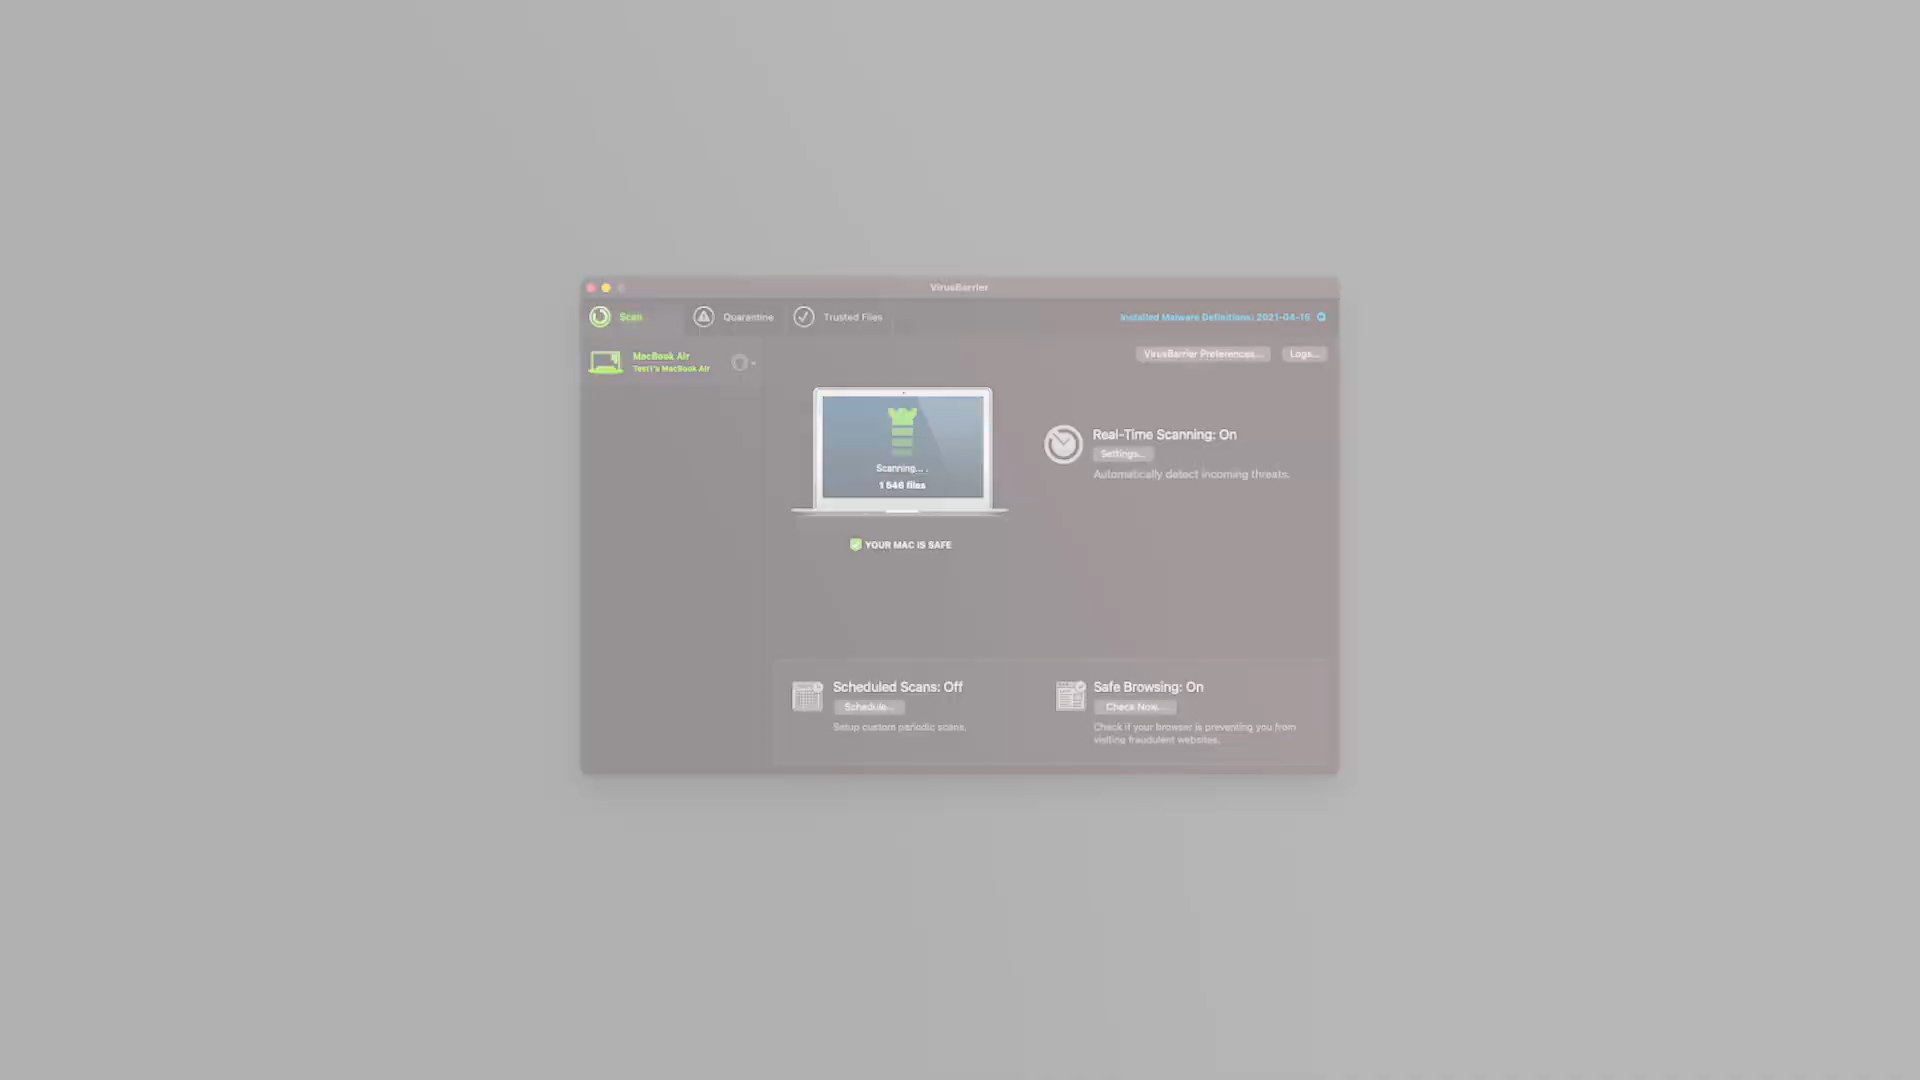 VirusBarrier
Scan
Quarantine
Trusted Files
Installed Malware Definitions: 2021-04-15
MacBook Air
Test1's MacBook Air
VirusBarrier Preferences...
Logs...
Scanning... .
1 546 files
YOUR MAC IS SAFE
Real-Time Scanning: On
Settings...
Automatically detect incoming threats.
Scheduled Scans: Off
Schedule...
Setup custom periodic scans.
Safe Browsing: On
Check Now...
Check if your browser is preventing you from
visiting fraudulent websites.